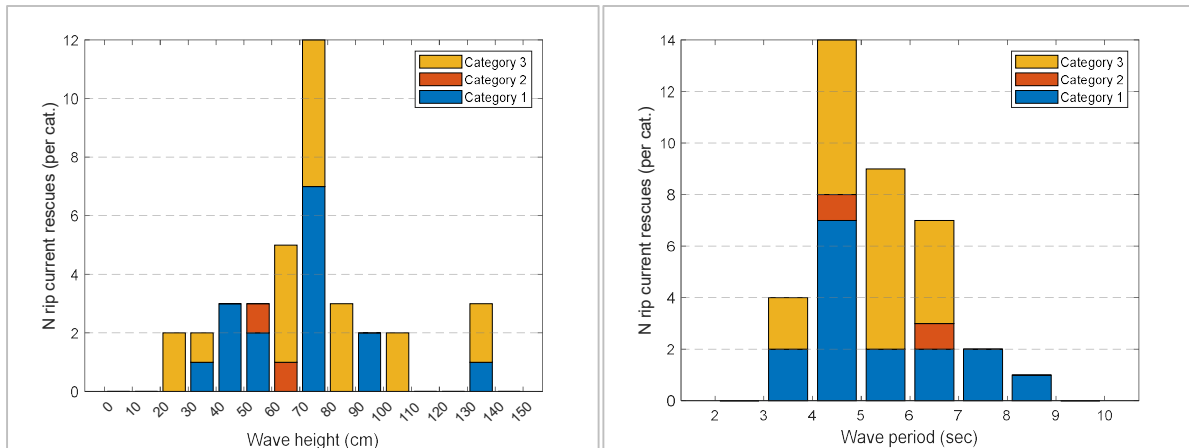 12
10
8
6
4
2
0
N rip current rescues (per cat.)
Category 3
Category 2
Category 1
0 10 20 30 40 50 60 70 80 90 100 110 120 130 140 150
Wave height (cm)
14
12
10
8
6
4
2
0
N rip current rescues (per cat.)
Category 3
Category 2
Category 1
2 3 4 5 6 7 8 9 10
Wave period (sec)